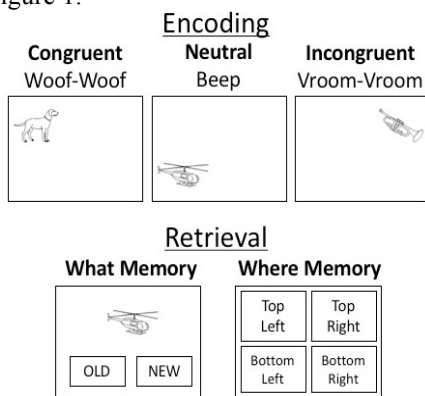 igure 1.
Encoding
Congruent Neutral Incongruent
Woof-Woof Beep Vroom-Vroom
Retrieval
What Memory Where Memory
OLD NEW
Top Left
Top Right
Bottom Left
Bottom Right